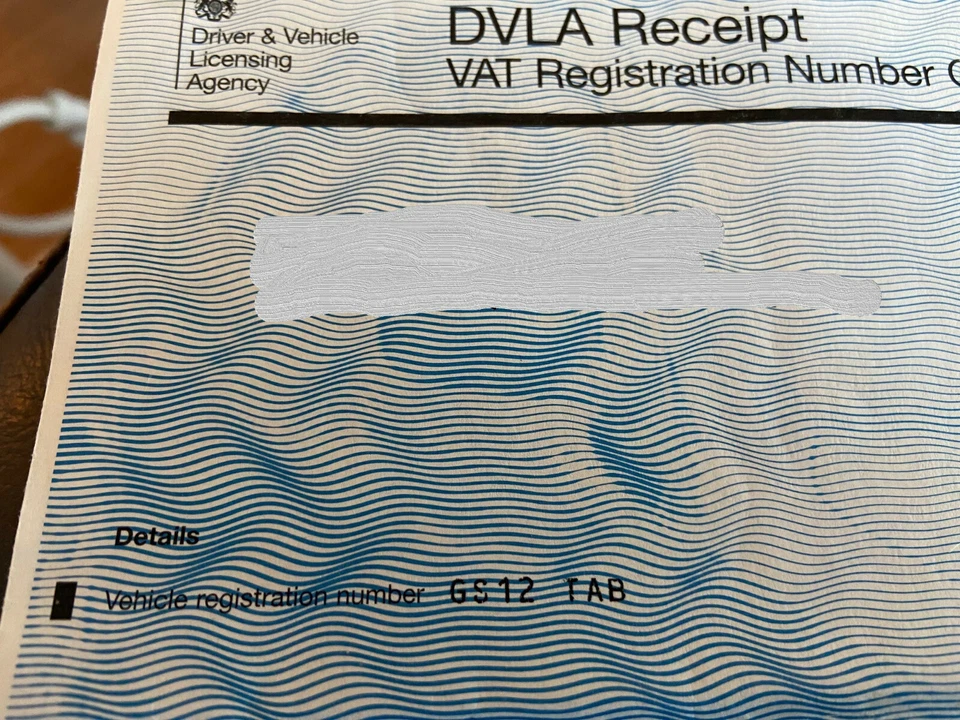 Driver & Vehicle
Licensing
Agency
DVLA Receipt
VAT Registration Number
Details
Vehicle registration number GS12 TAB